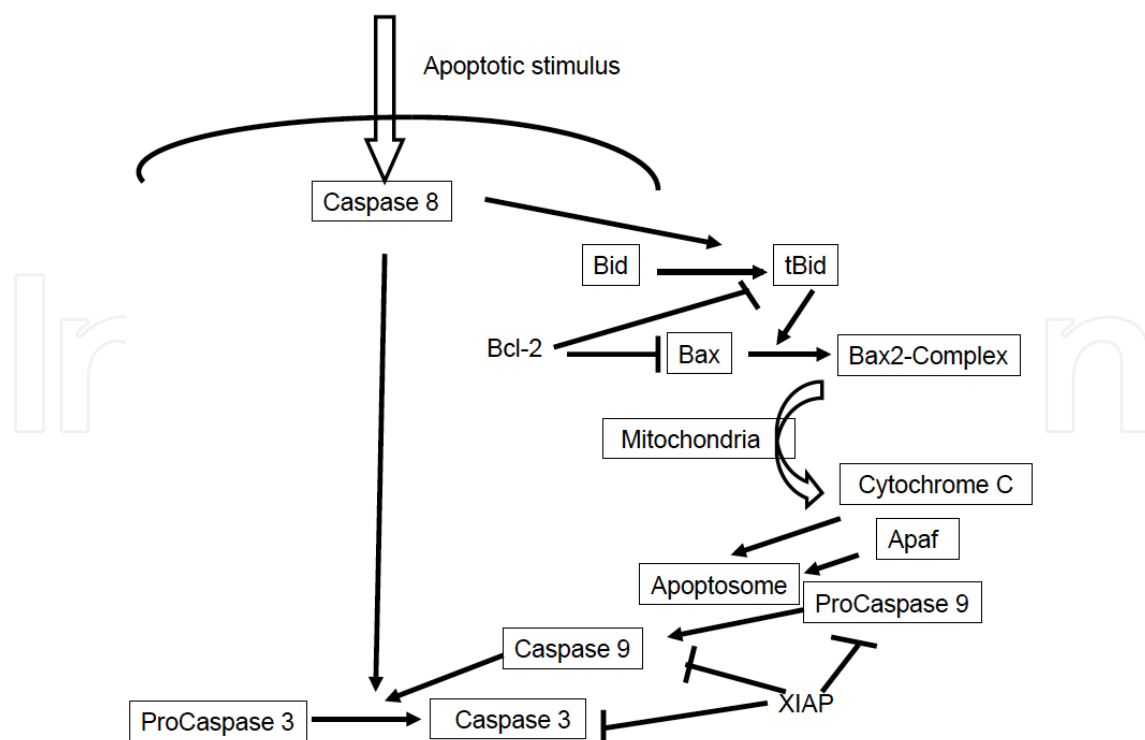 Apoptotic stimulus
Caspase 8
Bid
tBid
Bcl-2
Bax
Bax2-Complex
Mitochondria
Cytochrome C
Apaf
Apoptosome
ProCaspase 9
Caspase 9
XIAP
ProCaspase 3
Caspase 3